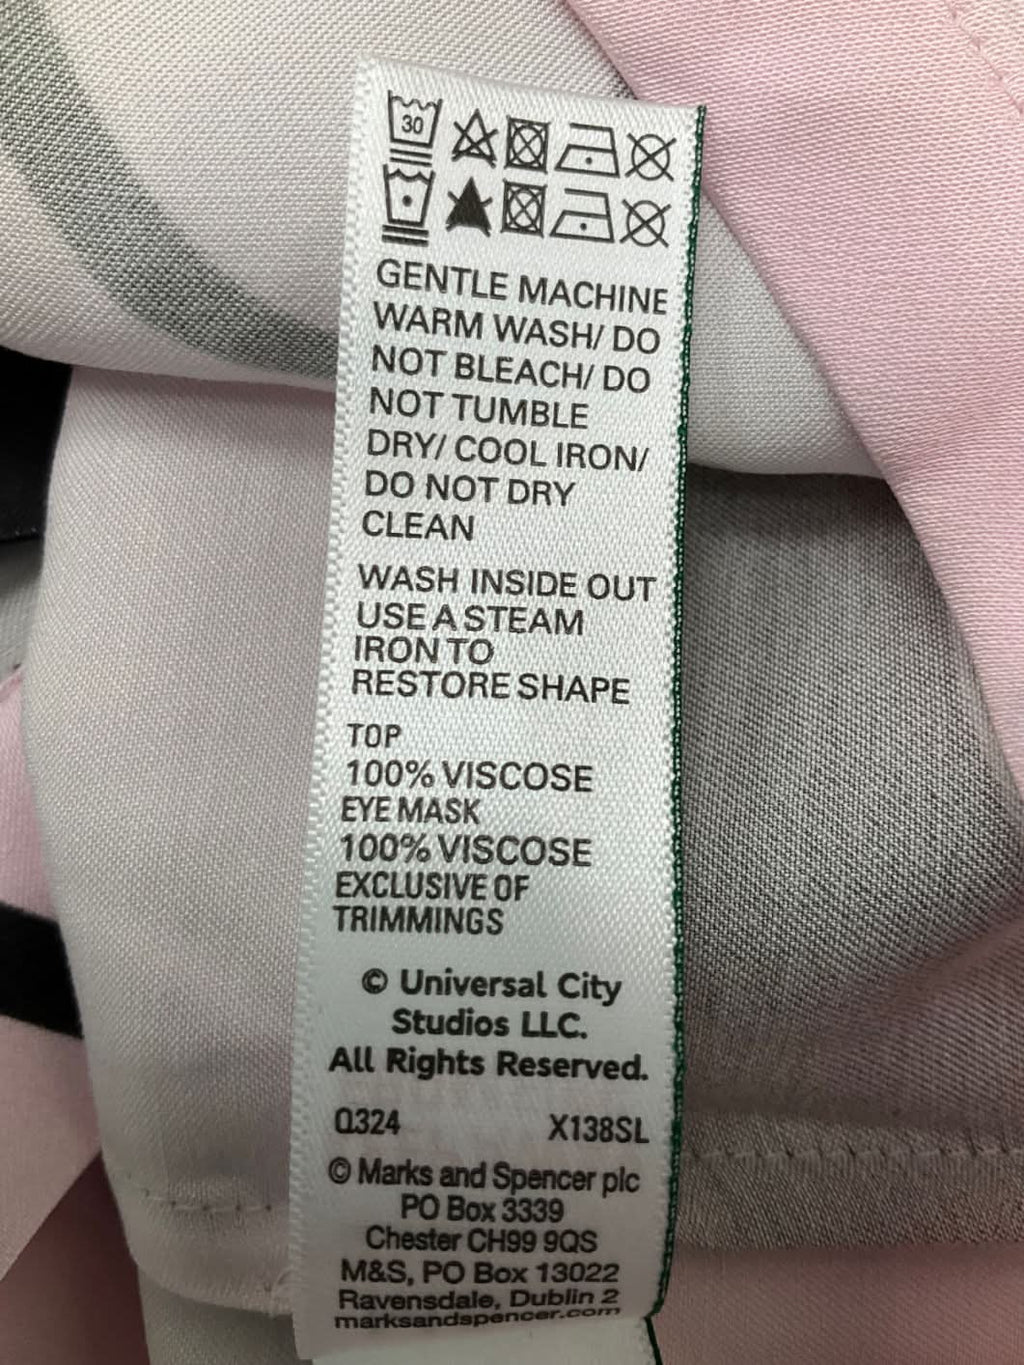 30
GENTLE MACHINE
WARM WASH/ DO
NOT BLEACH/ DO
NOT TUMBLE
DRY/ COOL IRON/
DO NOT DRY
CLEAN
WASH INSIDE OUT
USE A STEAM
IRON TO
RESTORE SHAPE
TOP
100% VISCOSE
EYE MASK
100% VISCOSE
EXCLUSIVE OF
TRIMMINGS
© Universal City
Studios LLC.
All Rights Reserved.
Q324 X138SL
© Marks and Spencer plc
PO Box 3339
Chester CH99 9QS
M&S, PO Box 13022
Ravensdale, Dublin 2
marksandspencer.com